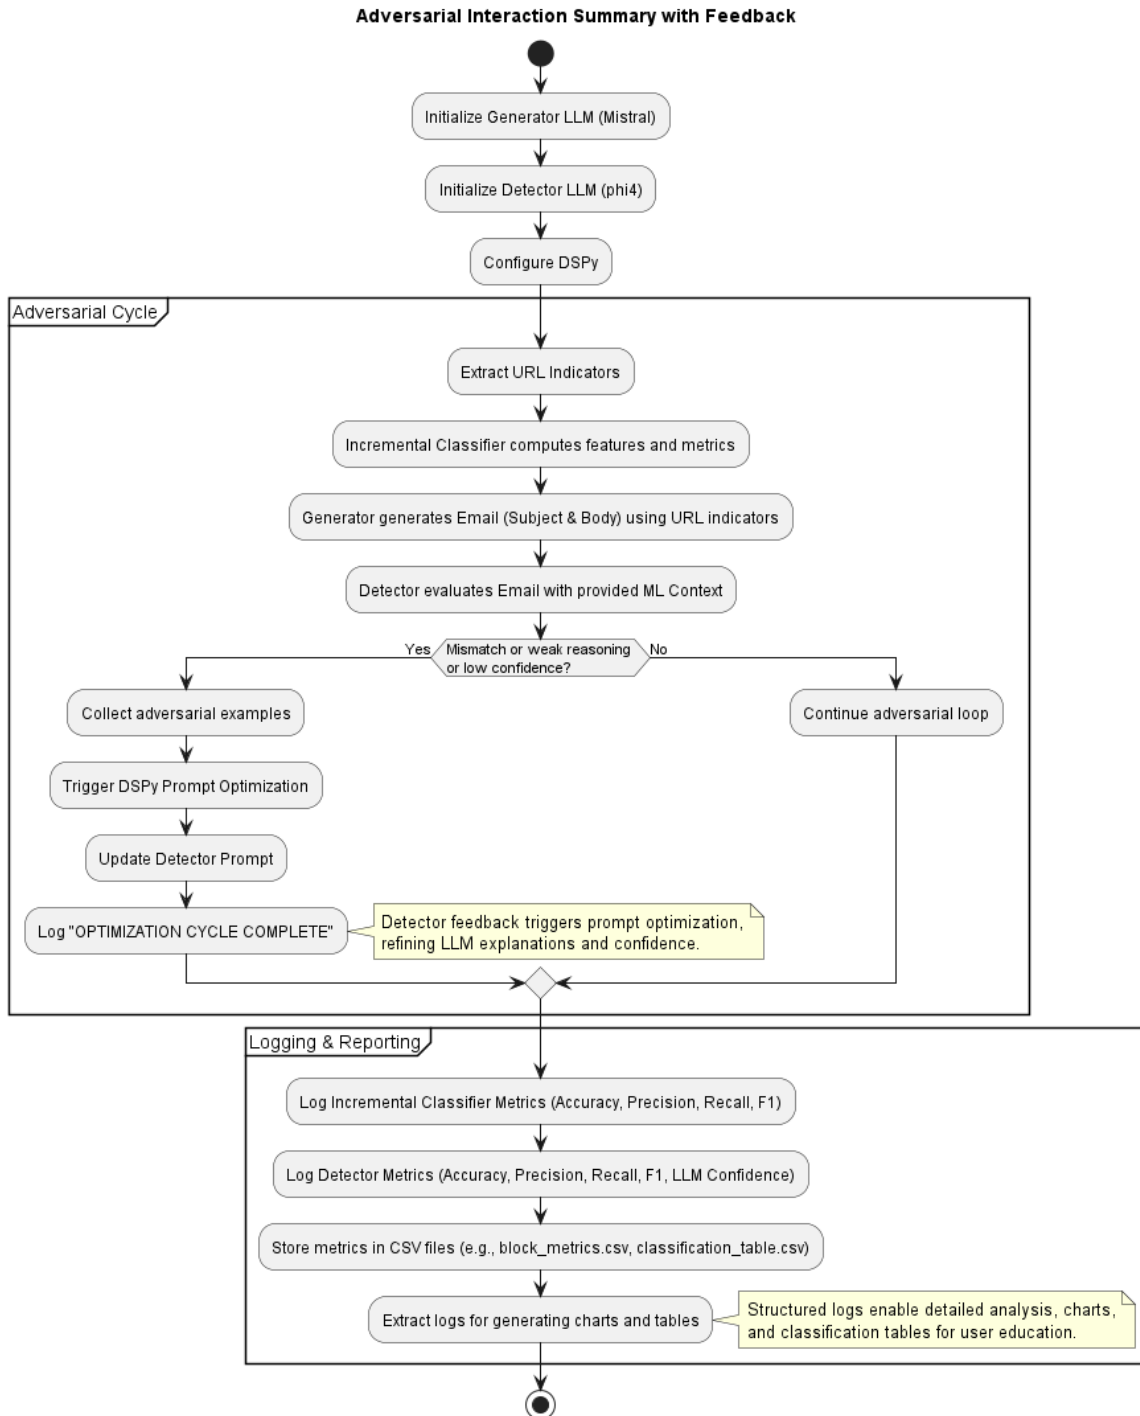 Adversarial Interaction Summary with Feedback
Initialize Generator LLM (Mistral)
Initialize Detector LLM (phi4)
Configure DSPy
Adversarial Cycle
Extract URL Indicators
Incremental Classifier computes features and metrics
Generator generates Email (Subject & Body) using URL indicators
Detector evaluates Email with provided ML Context
Yes
Mismatch or weak reasoning
or low confidence?
No
Collect adversarial examples
Trigger DSPy Prompt Optimization
Update Detector Prompt
Log "OPTIMIZATION CYCLE COMPLETE"
Detector feedback triggers prompt optimization,
refining LLM explanations and confidence.
Continue adversarial loop
Logging & Reporting
Log Incremental Classifier Metrics (Accuracy, Precision, Recall, F1)
Log Detector Metrics (Accuracy, Precision, Recall, F1, LLM Confidence)
Store metrics in CSV files (e.g., block_metrics.csv, classification_table.csv)
Extract logs for generating charts and tables
Structured logs enable detailed analysis, charts,
and classification tables for user education.